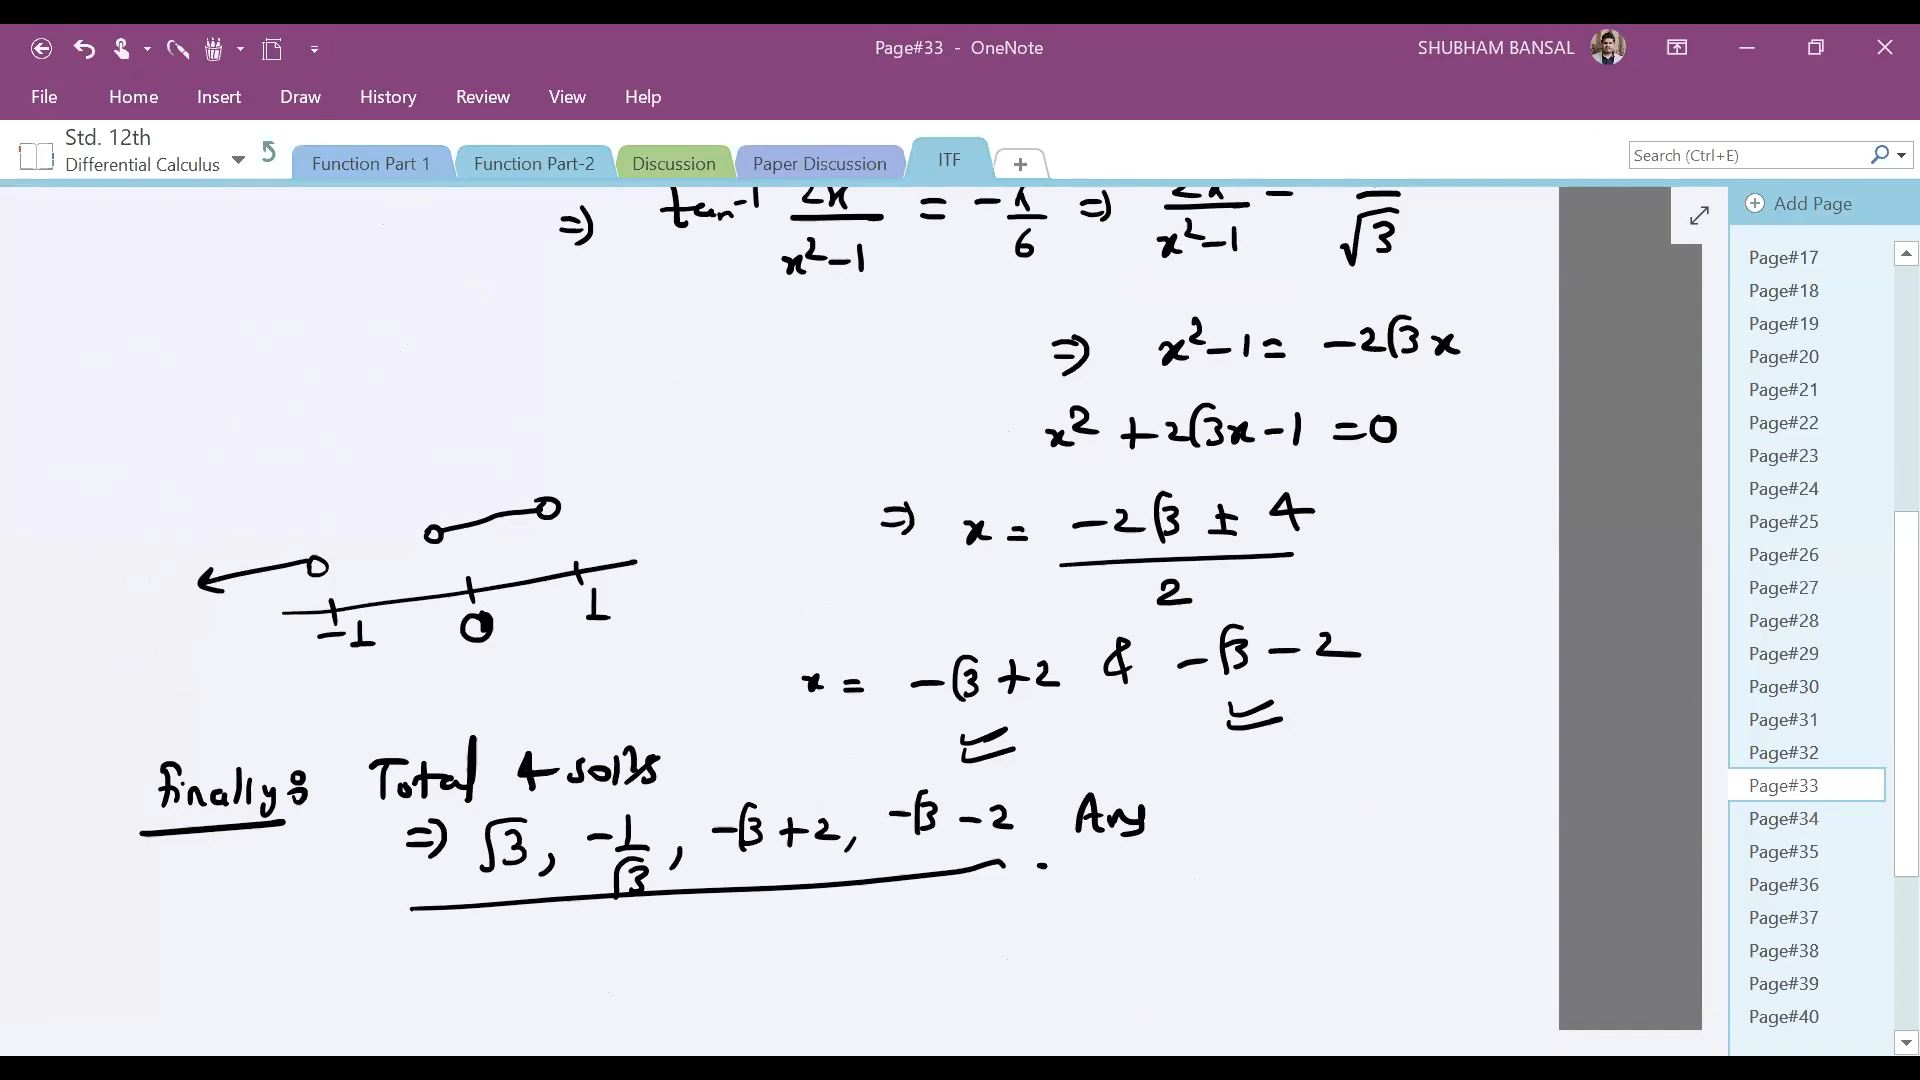 Page#33 - OneNote
SHUBHAM BANSAL
File Home Insert Draw History Review View Help
Std. 12th
Differential Calculus
Function Part 1
Function Part-2
Discussion
Paper Discussion
ITF
+
Search (Ctrl+E)
=> tan⁻¹ 2x/(x²-1) = -π/6 => 2x/(x²-1) = /√3
=> x²-1 = -2√3 x
x² + 2√3x - 1 = 0
=> x = (-2√3 ± 4)/2
-1 0 1
x = -√3 + 2 & -√3 - 2
finally: Total 4 solⁿs
=> √3, -1/√3, -√3 + 2, -√3 - 2 Ans.
Add Page
Page#17
Page#18
Page#19
Page#20
Page#21
Page#22
Page#23
Page#24
Page#25
Page#26
Page#27
Page#28
Page#29
Page#30
Page#31
Page#32
Page#33
Page#34
Page#35
Page#36
Page#37
Page#38
Page#39
Page#40